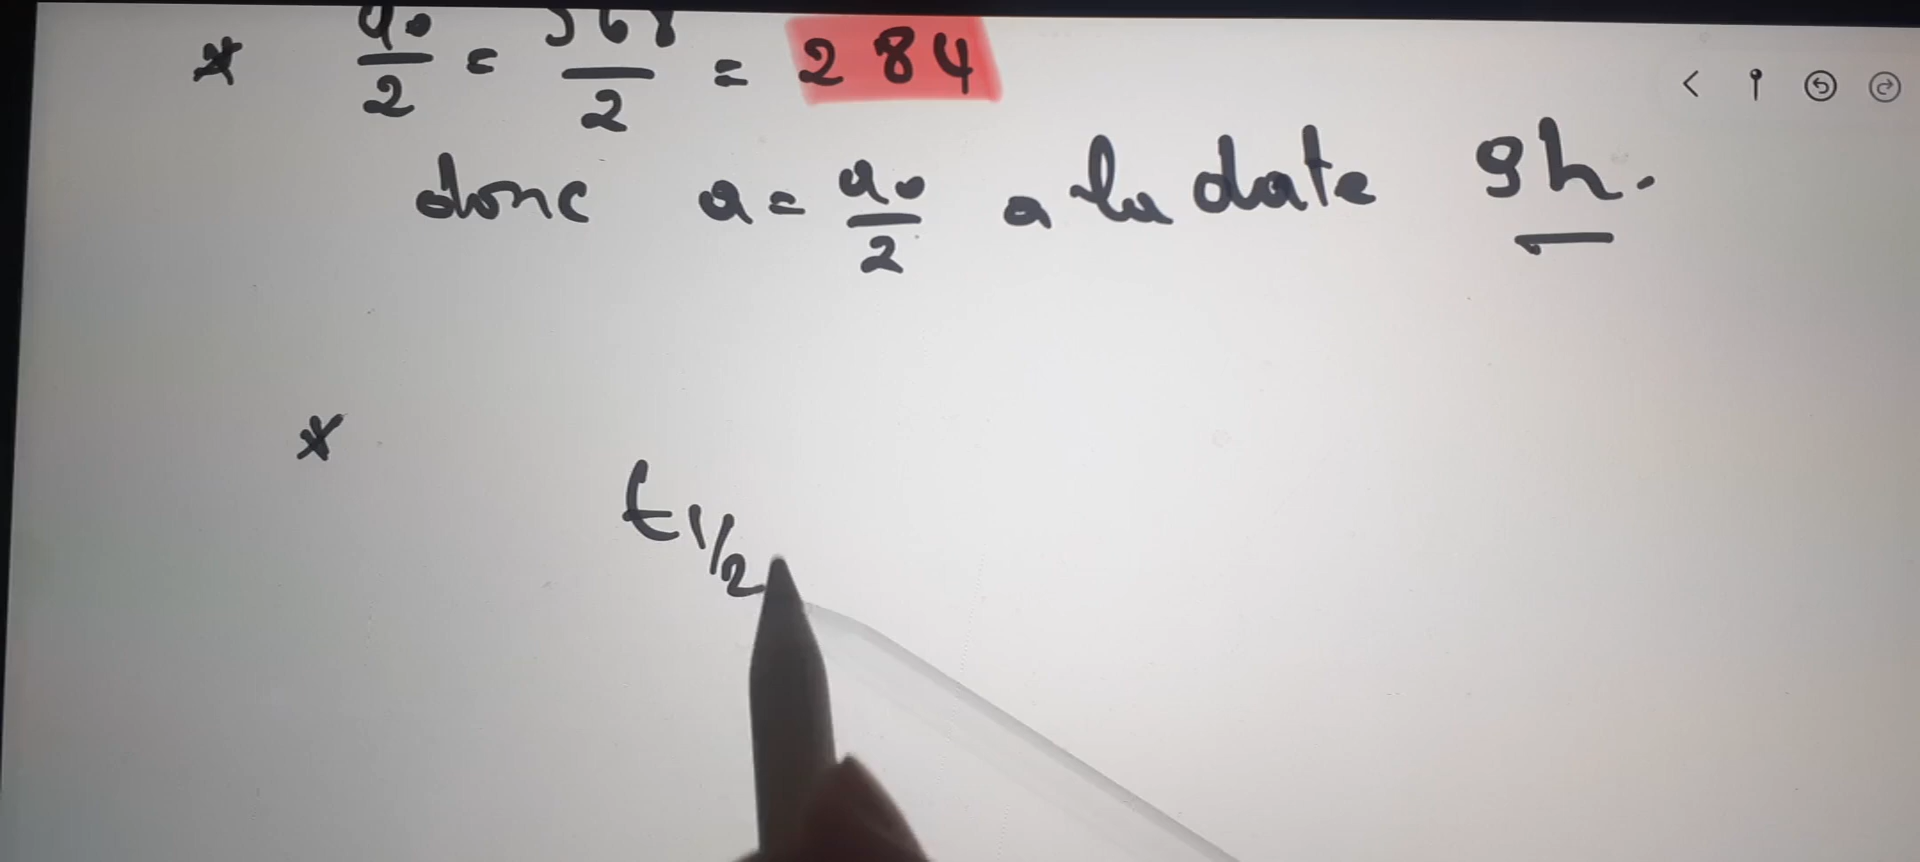 * a₀/2 = 568/2 = 284
donc a = a₀/2 a la date 9h.
* t1/2